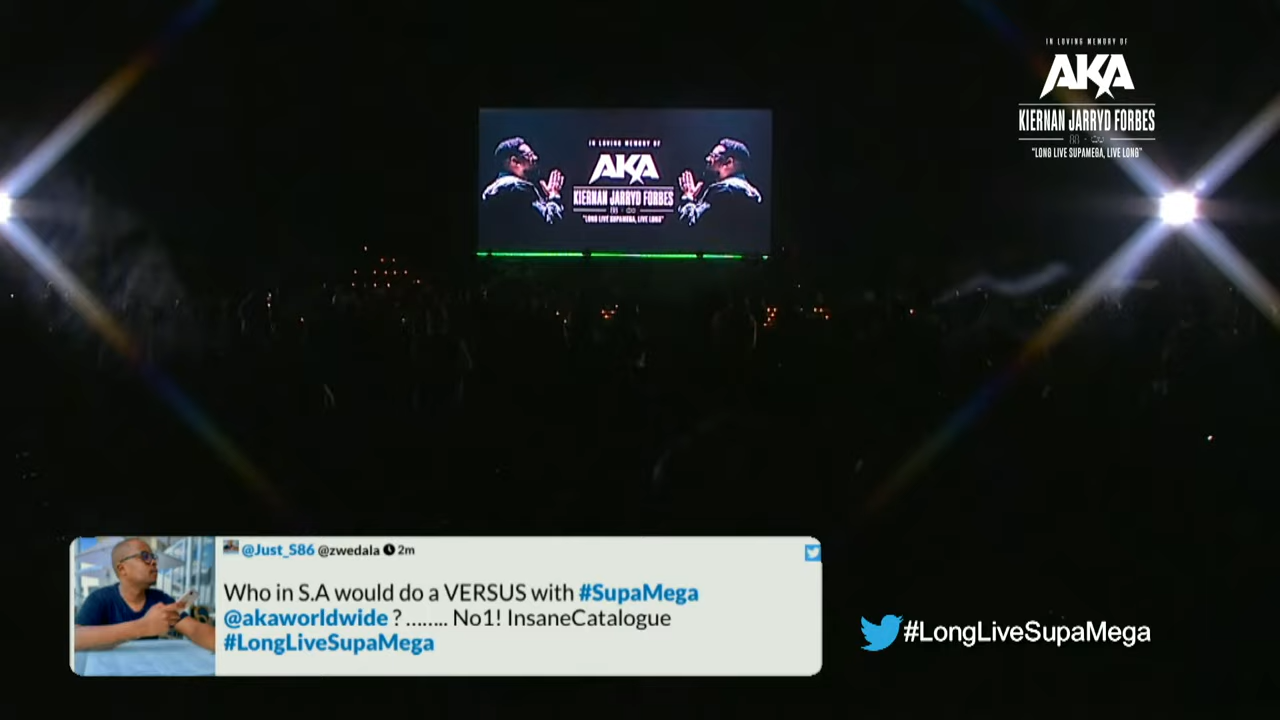 IN LOVING MEMORY OF
AKA
KIERNAN JARRYD FORBES
"LONG LIVE SUPAMEGA, LIVE LONG"
IN LOVING MEMORY OF
AKA
KIERNAN JARRYD FORBES
"LONG LIVE SUPAMEGA, LIVE LONG"
@Just_S86 @zwedala 2m
Who in S.A would do a VERSUS with #SupaMega
@akaworldwide ? ........ No1! InsaneCatalogue
#LongLiveSupaMega
#LongLiveSupaMega